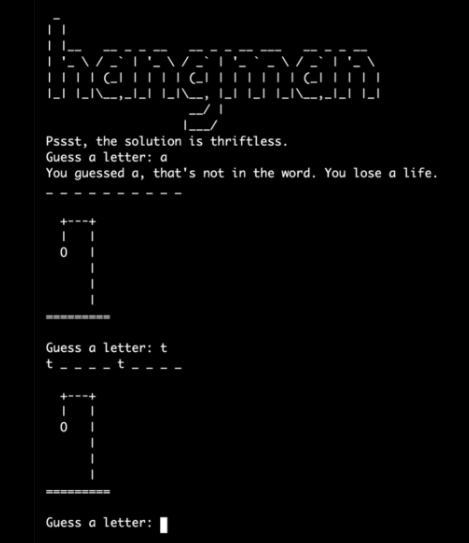 hangman
Pssst, the solution is thriftless.
Guess a letter: a
You guessed a, that's not in the word. You lose a life.
_ _ _ _ _ _ _ _ _ _
+---+
|   |
O   |
    |
    |
    |
=========
Guess a letter: t
t _ _ _ _ t _ _ _ _
+---+
|   |
O   |
    |
    |
    |
=========
Guess a letter: